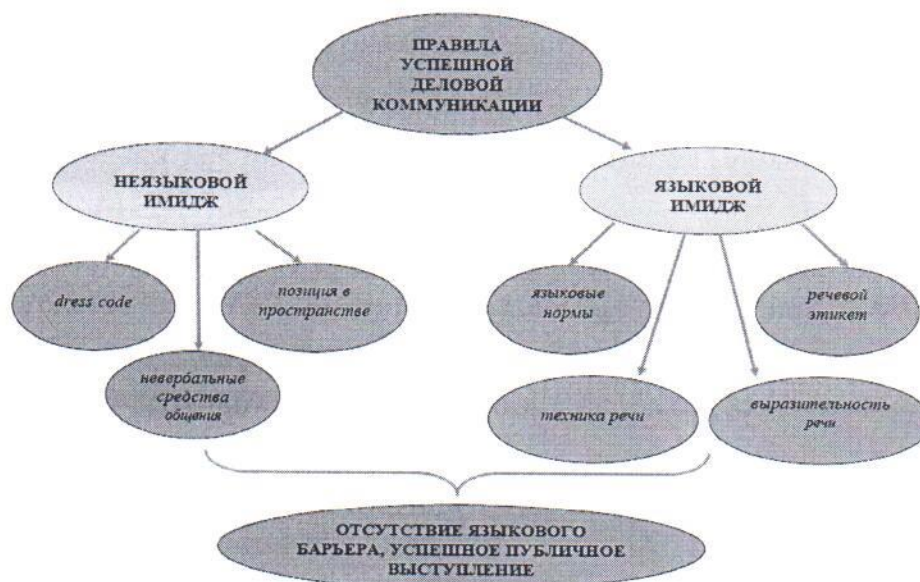 ПРАВИЛА
УСПЕШНОЙ
ДЕЛОВОЙ
КОММУНИКАЦИИ
НЕЯЗЫКОВОЙ
ИМИДЖ
ЯЗЫКОВОЙ
ИМИДЖ
dress code
позиция в
пространстве
языковые
нормы
речевой
этикет
невербальные
средства
общения
техника речи
выразительность
речи
ОТСУТСТВИЕ ЯЗЫКОВОГО
БАРЬЕРА, УСПЕШНОЕ ПУБЛИЧНОЕ
ВЫСТУПЛЕНИЕ